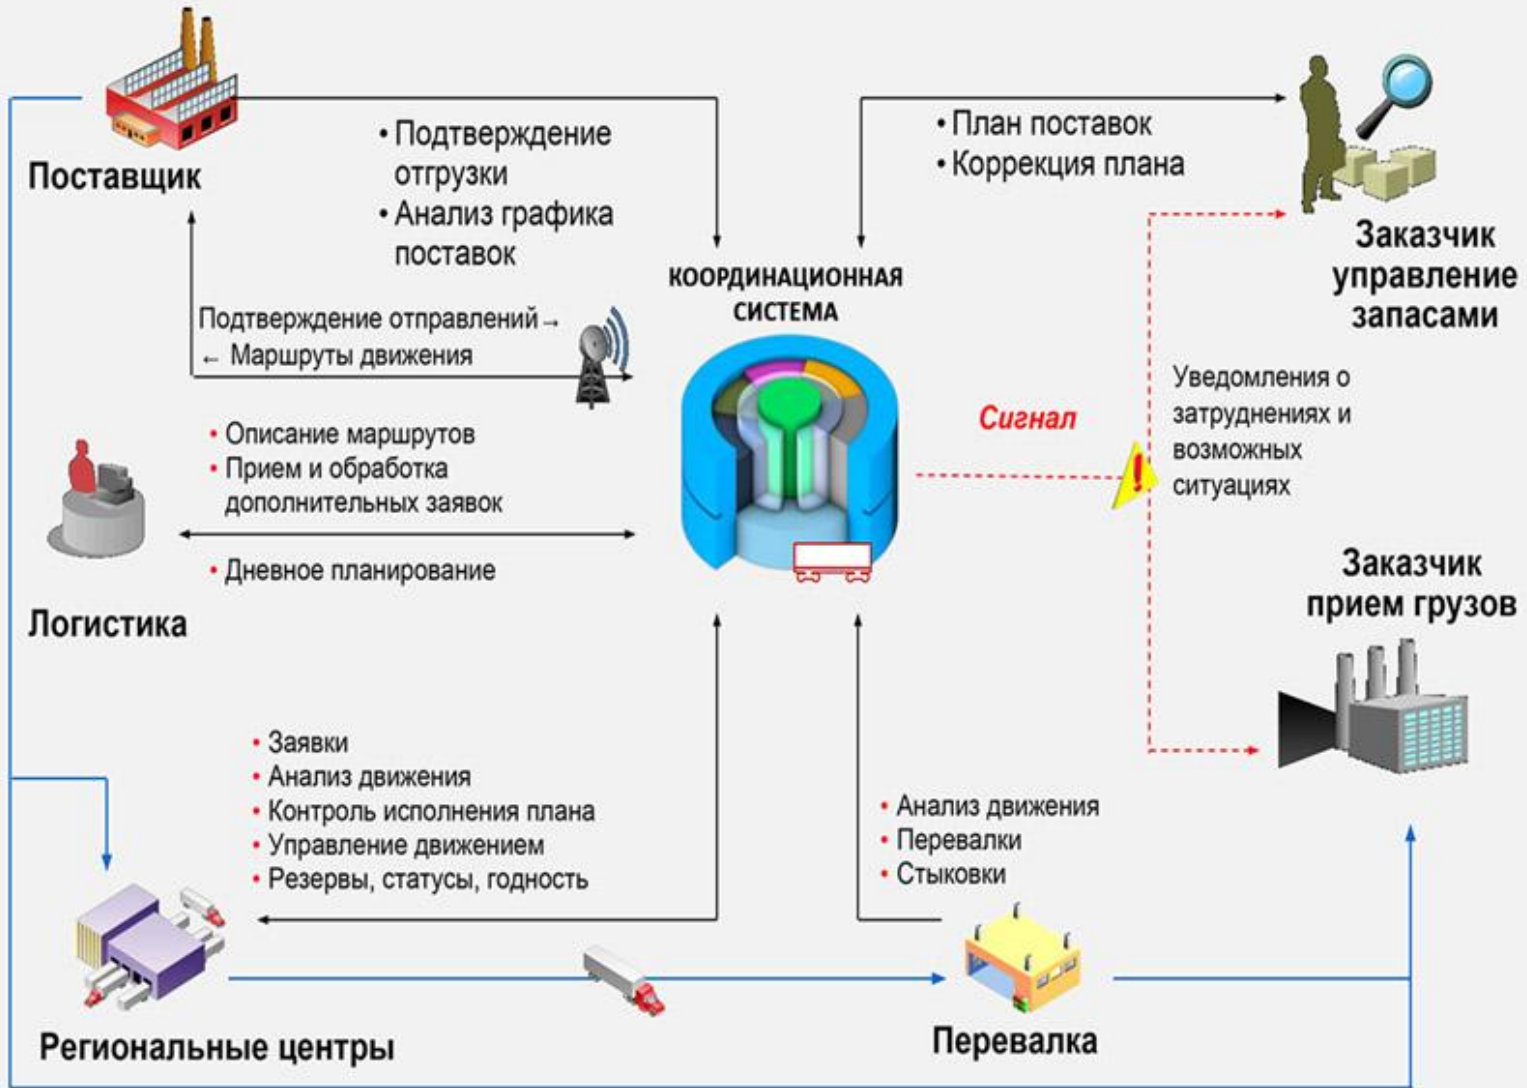 Поставщик
• Подтверждение
отгрузки
• Анализ графика
поставок
• План поставок
• Коррекция плана
Заказчик
управление
запасами
КООРДИНАЦИОННАЯ
СИСТЕМА
Подтверждение отправлений→
← Маршруты движения
Сигнал
Уведомления о
затруднениях и
возможных
ситуациях
!
• Описание маршрутов
• Прием и обработка
дополнительных заявок
• Дневное планирование
Логистика
Заказчик
прием грузов
• Заявки
• Анализ движения
• Контроль исполнения плана
• Управление движением
• Резервы, статусы, годность
• Анализ движения
• Перевалки
• Стыковки
Региональные центры
Перевалка